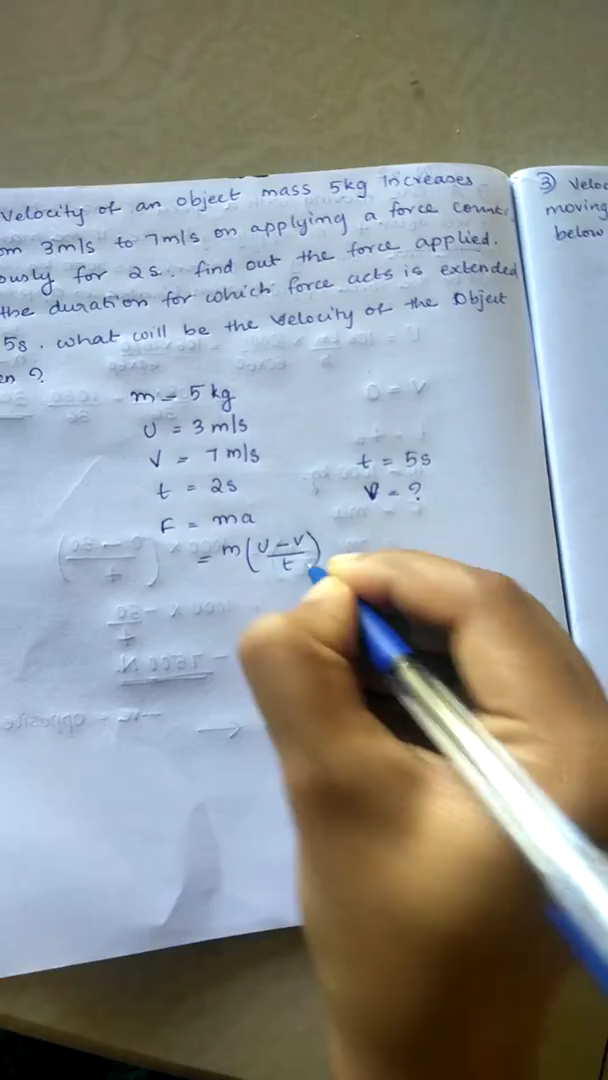 Velocity of an object mass 5kg Increases
om 3m/s to 7m/s on applying a force
ously for 2s. find out the force applied.
the duration for which force acts is extended
5s. what will be the velocity of the Object
en ?
m = 5 kg
U = 3 m/s
V = 7 m/s
t = 2s
t = 5s
V = ?
F = ma
= m(U-V/t)
③ Veloc
moving
below